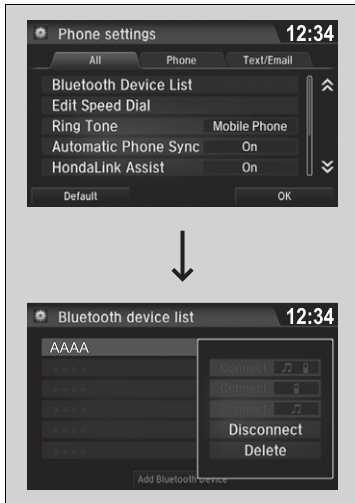 Phone settings 12:34
All Phone Text/Email
Bluetooth Device List
Edit Speed Dial
Ring Tone Mobile Phone
Automatic Phone Sync On
HondaLink Assist On
Default OK
Bluetooth device list 12:34
AAAA
Connect
Connect
Connect
Disconnect
Delete
Add Bluetooth Device